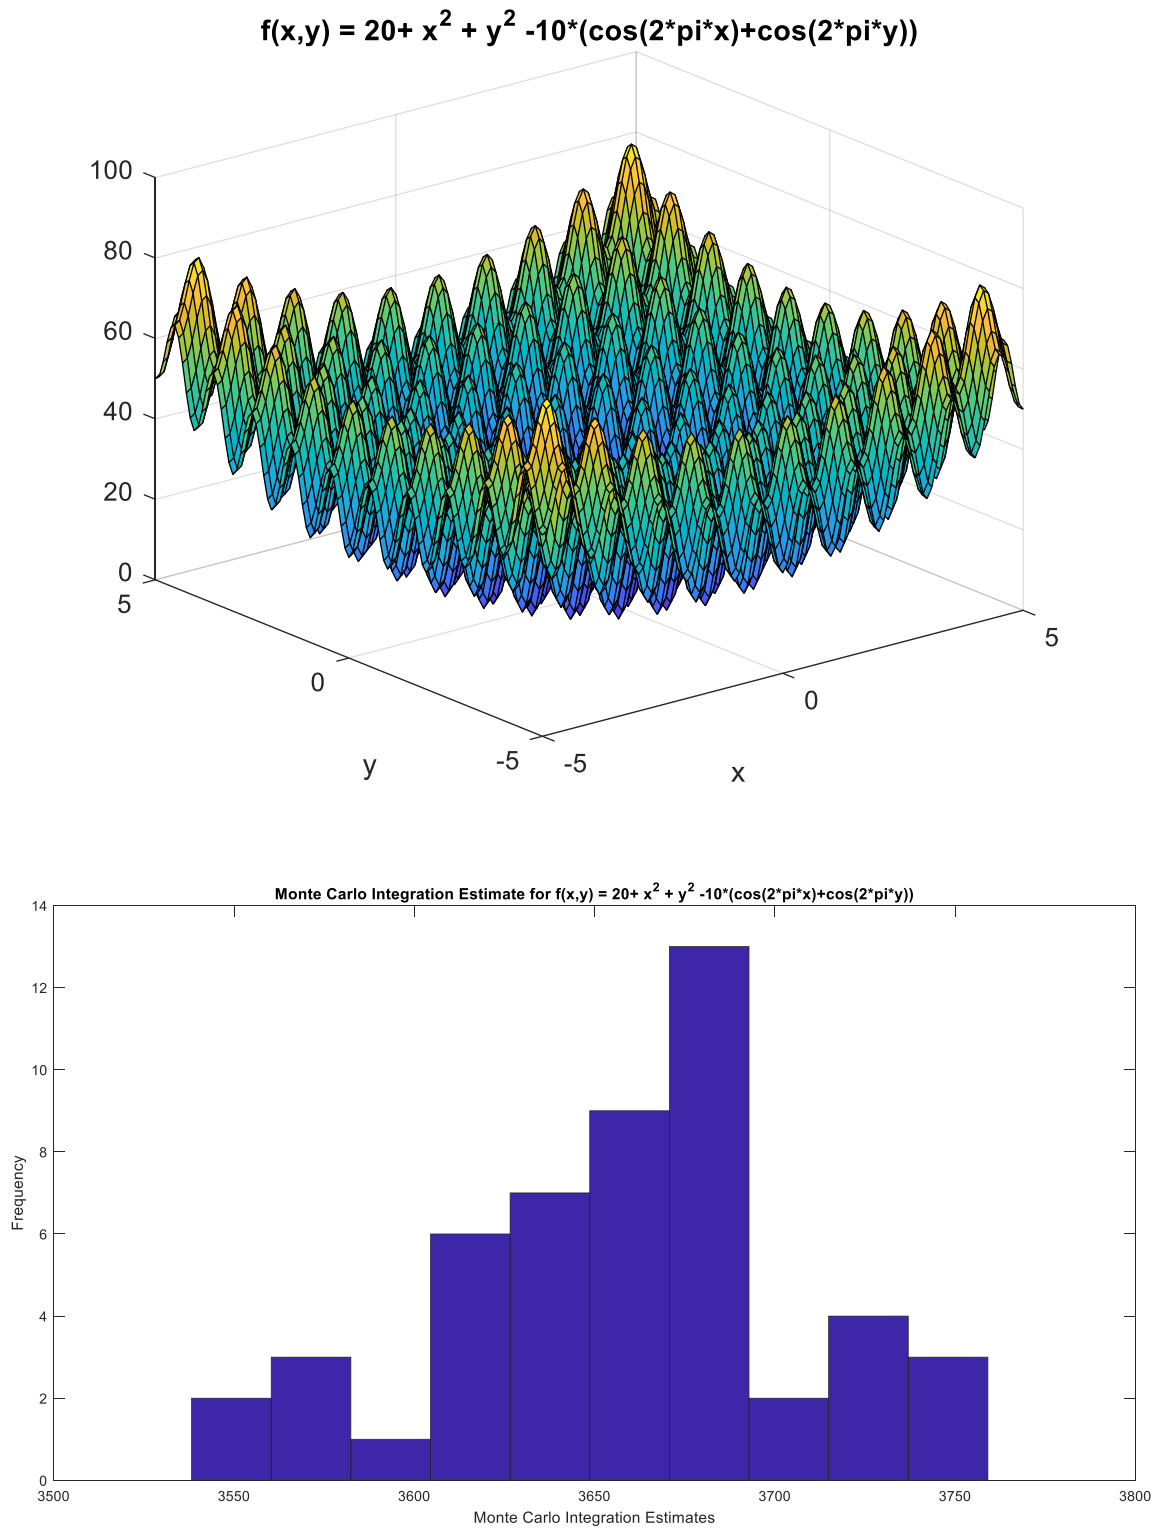 f(x,y) = 20+ x² + y² -10*(cos(2*pi*x)+cos(2*pi*y))
100
80
60
40
20
0
5
0
-5
y
-5
0
5
x
Monte Carlo Integration Estimate for f(x,y) = 20+ x² + y² -10*(cos(2*pi*x)+cos(2*pi*y))
14
12
10
8
6
4
2
0
Frequency
3500 3550 3600 3650 3700 3750 3800
Monte Carlo Integration Estimates